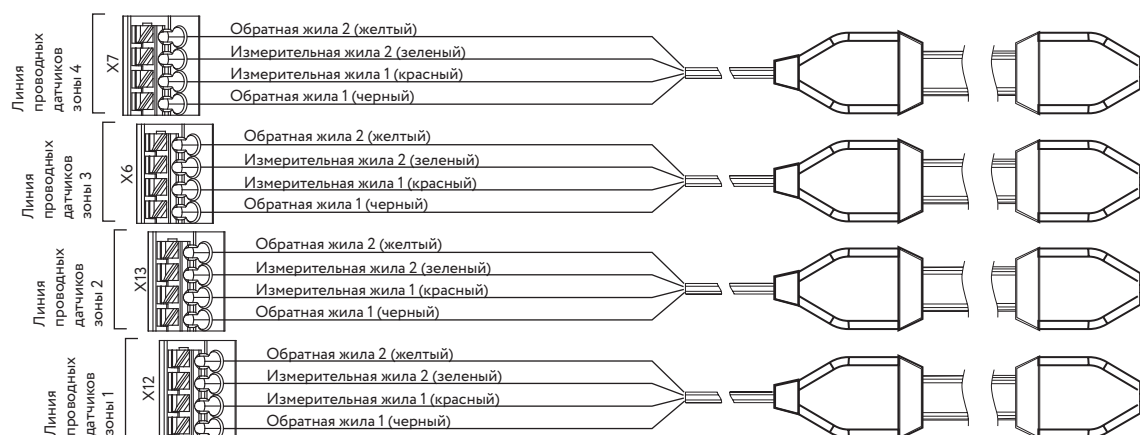 Линия
проводных
датчиков
зоны 4
X7
Обратная жила 2 (желтый)
Измерительная жила 2 (зеленый)
Измерительная жила 1 (красный)
Обратная жила 1 (черный)
Линия
проводных
датчиков
зоны 3
X6
Обратная жила 2 (желтый)
Измерительная жила 2 (зеленый)
Измерительная жила 1 (красный)
Обратная жила 1 (черный)
Линия
проводных
датчиков
зоны 2
X13
Обратная жила 2 (желтый)
Измерительная жила 2 (зеленый)
Измерительная жила 1 (красный)
Обратная жила 1 (черный)
Линия
проводных
датчиков
зоны 1
X12
Обратная жила 2 (желтый)
Измерительная жила 2 (зеленый)
Измерительная жила 1 (красный)
Обратная жила 1 (черный)